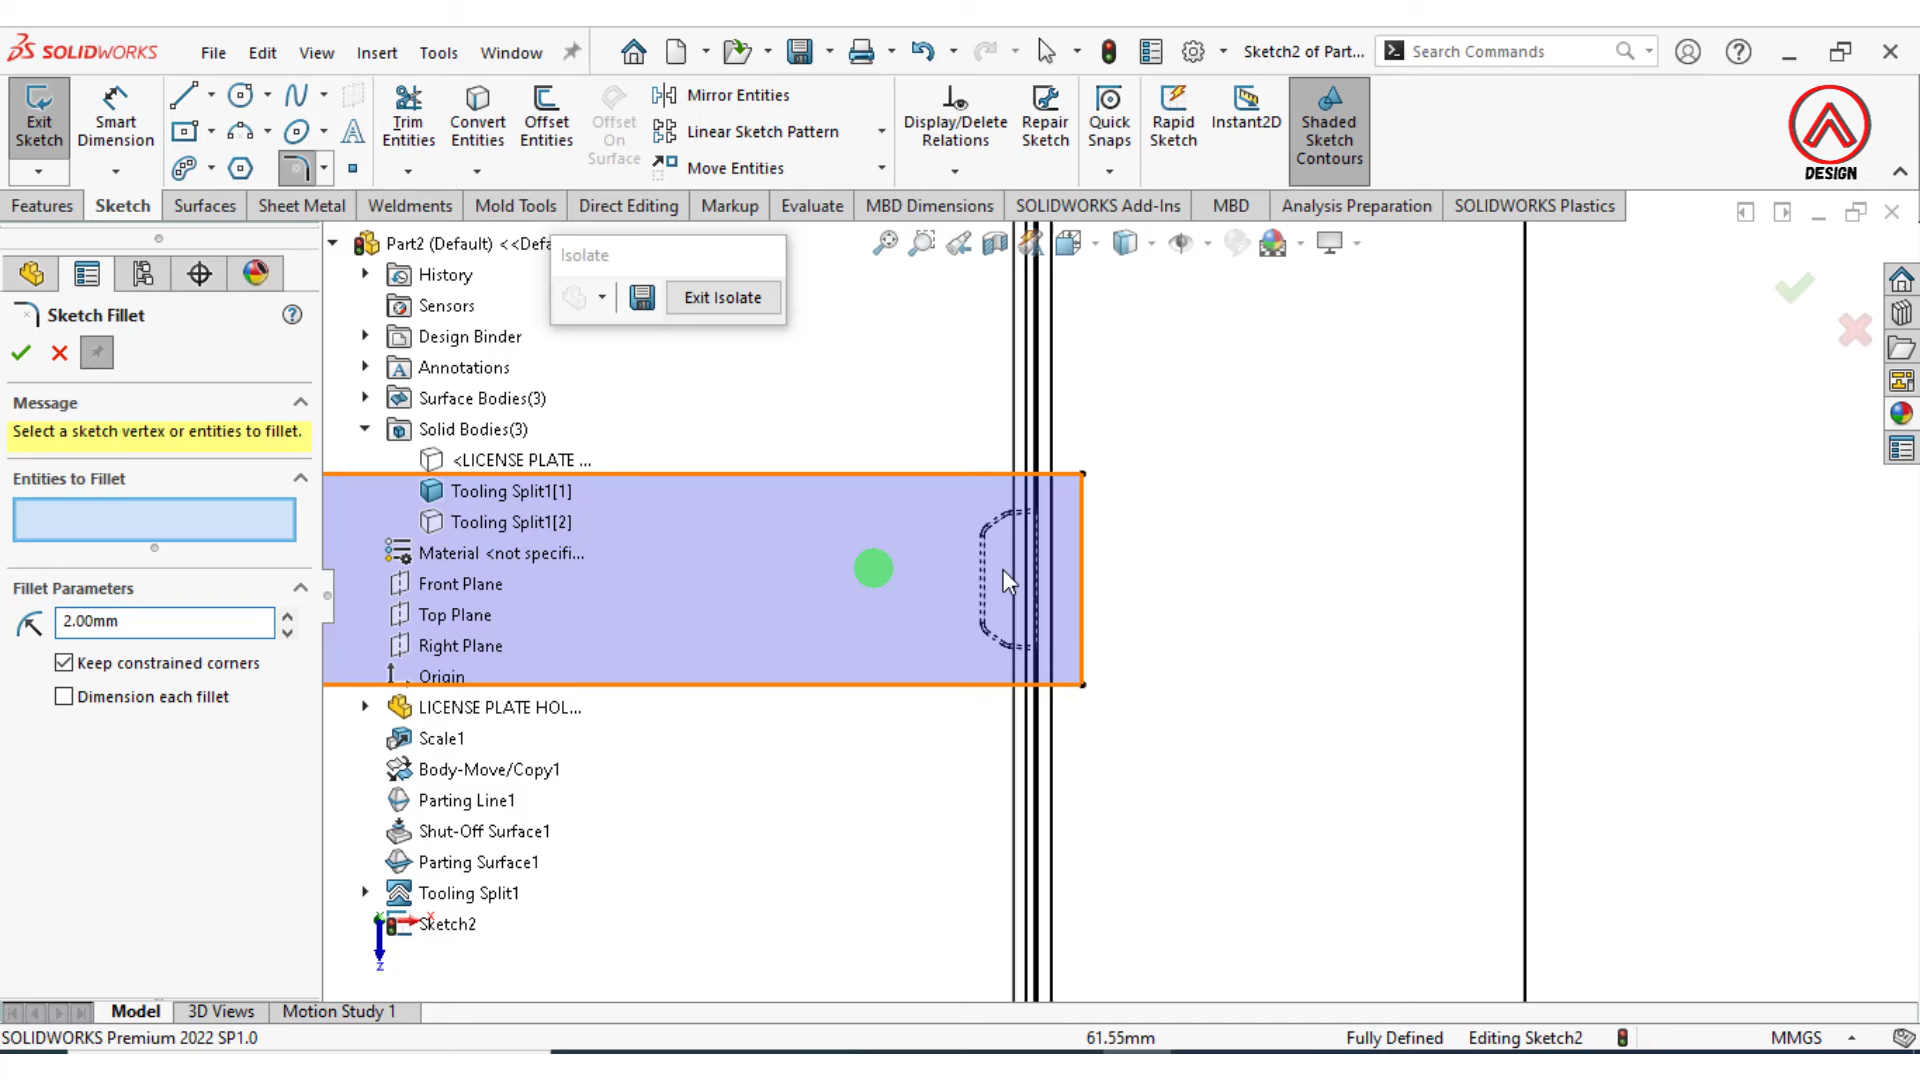 SOLIDWORKS File Edit View Insert Tools Window Sketch2 of Part... Search Commands
Exit Sketch
Smart Dimension
Trim Entities
Convert Entities
Offset Entities
Offset On Surface
Mirror Entities
Linear Sketch Pattern
Move Entities
Display/Delete Relations
Repair Sketch
Quick Snaps
Rapid Sketch
Instant2D
Shaded Sketch Contours
DESIGN
Features Sketch Surfaces Sheet Metal Weldments Mold Tools Direct Editing Markup Evaluate MBD Dimensions SOLIDWORKS Add-Ins MBD Analysis Preparation SOLIDWORKS Plastics
Part2 (Default) <<Defa
Isolate
Exit Isolate
History
Sensors
Design Binder
Annotations
Surface Bodies(3)
Solid Bodies(3)
<LICENSE PLATE ...
Tooling Split1[1]
Tooling Split1[2]
Material <not specifi...
Front Plane
Top Plane
Right Plane
Origin
LICENSE PLATE HOL...
Scale1
Body-Move/Copy1
Parting Line1
Shut-Off Surface1
Parting Surface1
Tooling Split1
Sketch2
Sketch Fillet
Message
Select a sketch vertex or entities to fillet.
Entities to Fillet
Fillet Parameters
2.00mm
Keep constrained corners
Dimension each fillet
Model 3D Views Motion Study 1
SOLIDWORKS Premium 2022 SP1.0 61.55mm Fully Defined Editing Sketch2 MMGS